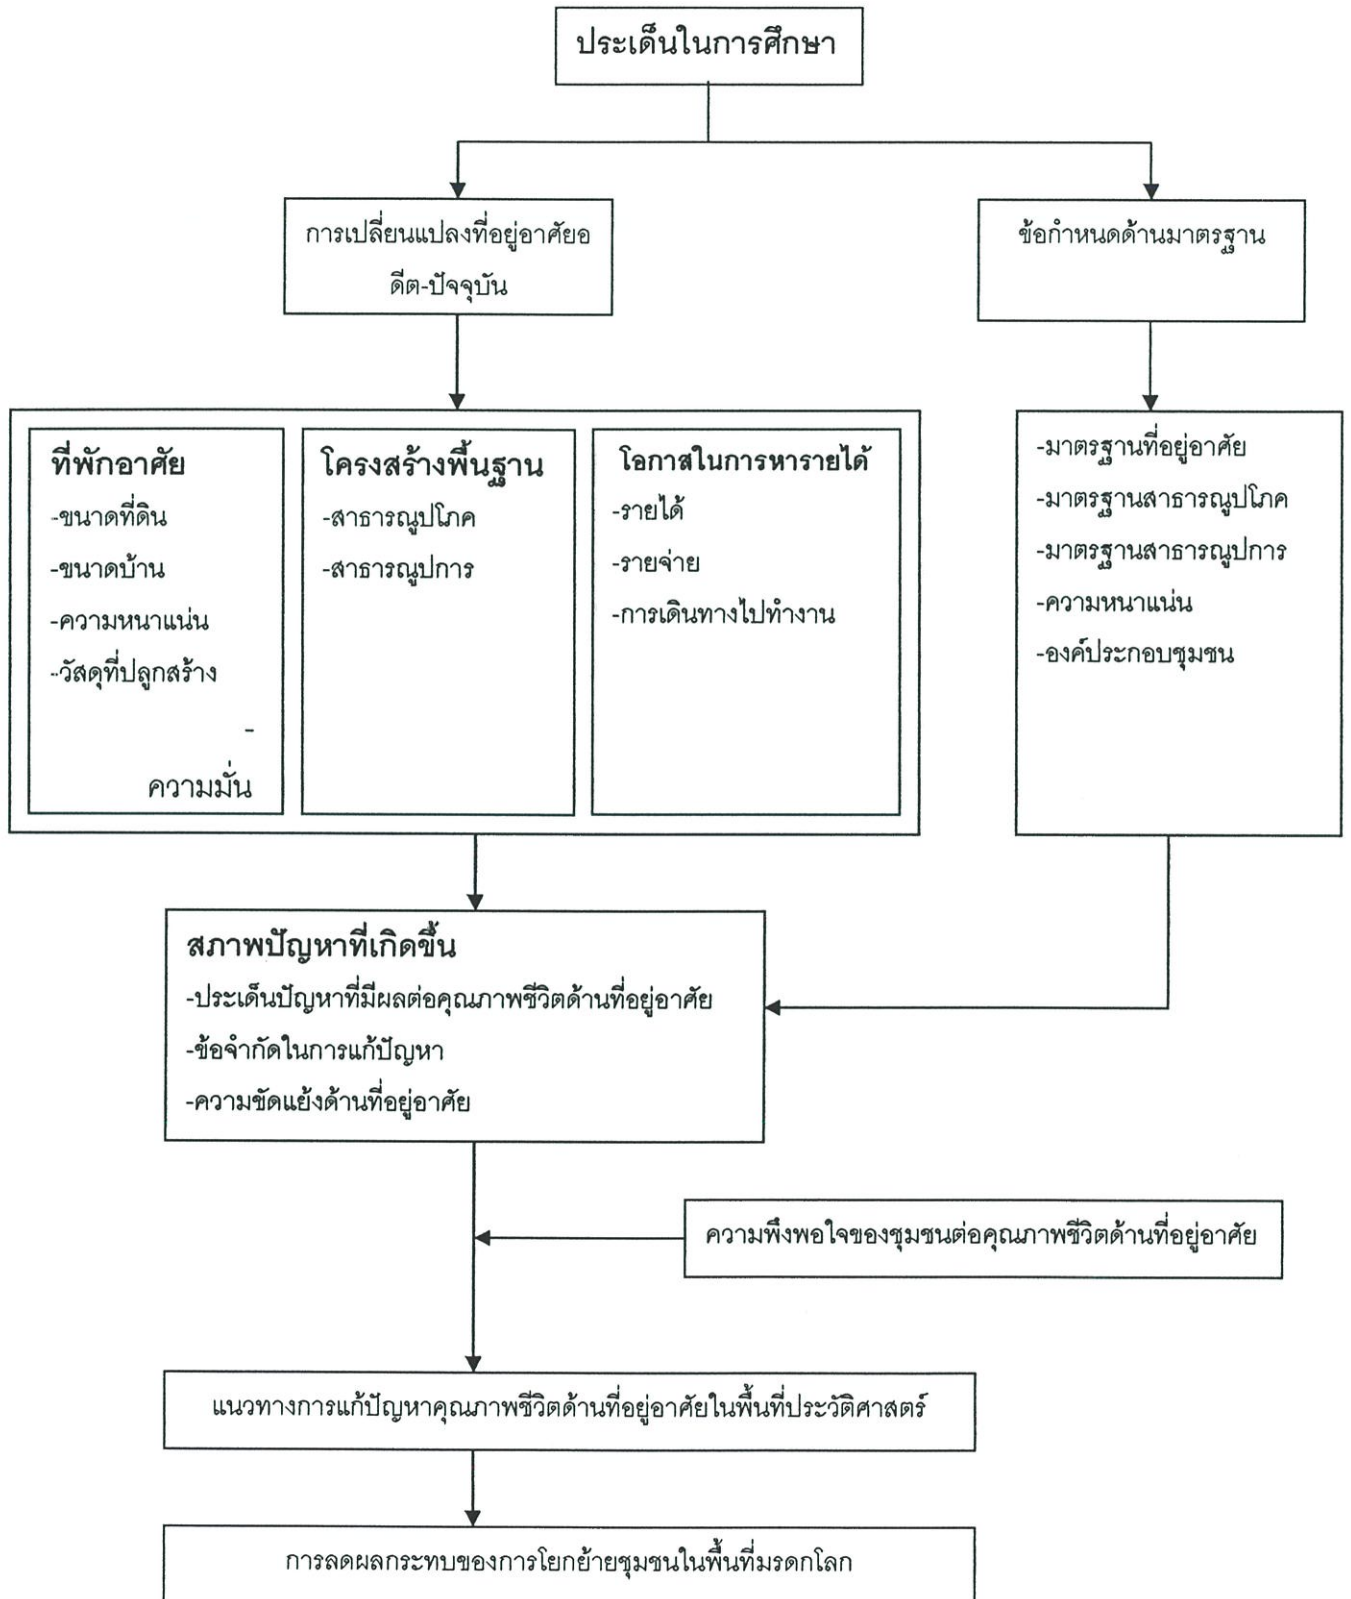 ประเด็นในการศึกษา
การเปลี่ยนแปลงที่อยู่อาศัยอ
ดีต-ปัจจุบัน
ข้อกำหนดด้านมาตรฐาน
ที่พักอาศัย
-ขนาดที่ดิน
-ขนาดบ้าน
-ความหนาแน่น
-วัสดุที่ปลูกสร้าง
-
ความมั่น
โครงสร้างพื้นฐาน
-สาธารณูปโภค
-สาธารณูปการ
โอกาสในการหารายได้
-รายได้
-รายจ่าย
-การเดินทางไปทำงาน
-มาตรฐานที่อยู่อาศัย
-มาตรฐานสาธารณูปโภค
-มาตรฐานสาธารณูปการ
-ความหนาแน่น
-องค์ประกอบชุมชน
สภาพปัญหาที่เกิดขึ้น
-ประเด็นปัญหาที่มีผลต่อคุณภาพชีวิตด้านที่อยู่อาศัย
-ข้อจำกัดในการแก้ปัญหา
-ความขัดแย้งด้านที่อยู่อาศัย
ความพึงพอใจของชุมชนต่อคุณภาพชีวิตด้านที่อยู่อาศัย
แนวทางการแก้ปัญหาคุณภาพชีวิตด้านที่อยู่อาศัยในพื้นที่ประวัติศาสตร์
การลดผลกระทบของการโยกย้ายชุมชนในพื้นที่มรดกโลก